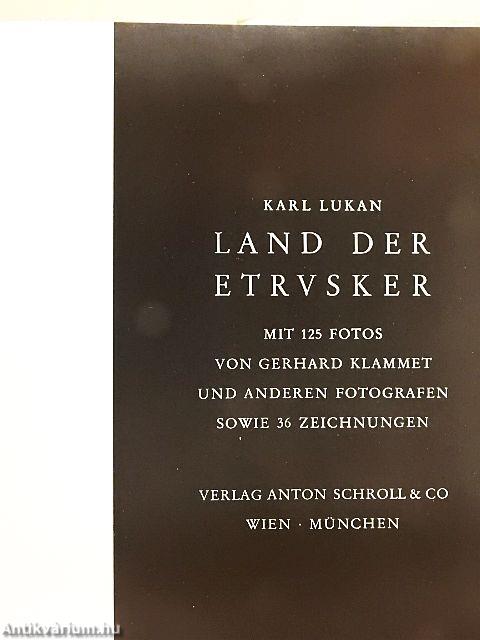 KARL LUKAN
LAND DER
ETRVSKER
MIT 125 FOTOS
VON GERHARD KLAMMET
UND ANDEREN FOTOGRAFEN
SOWIE 36 ZEICHNUNGEN
VERLAG ANTON SCHROLL & CO
WIEN · MÜNCHEN
Antikvárium.hu